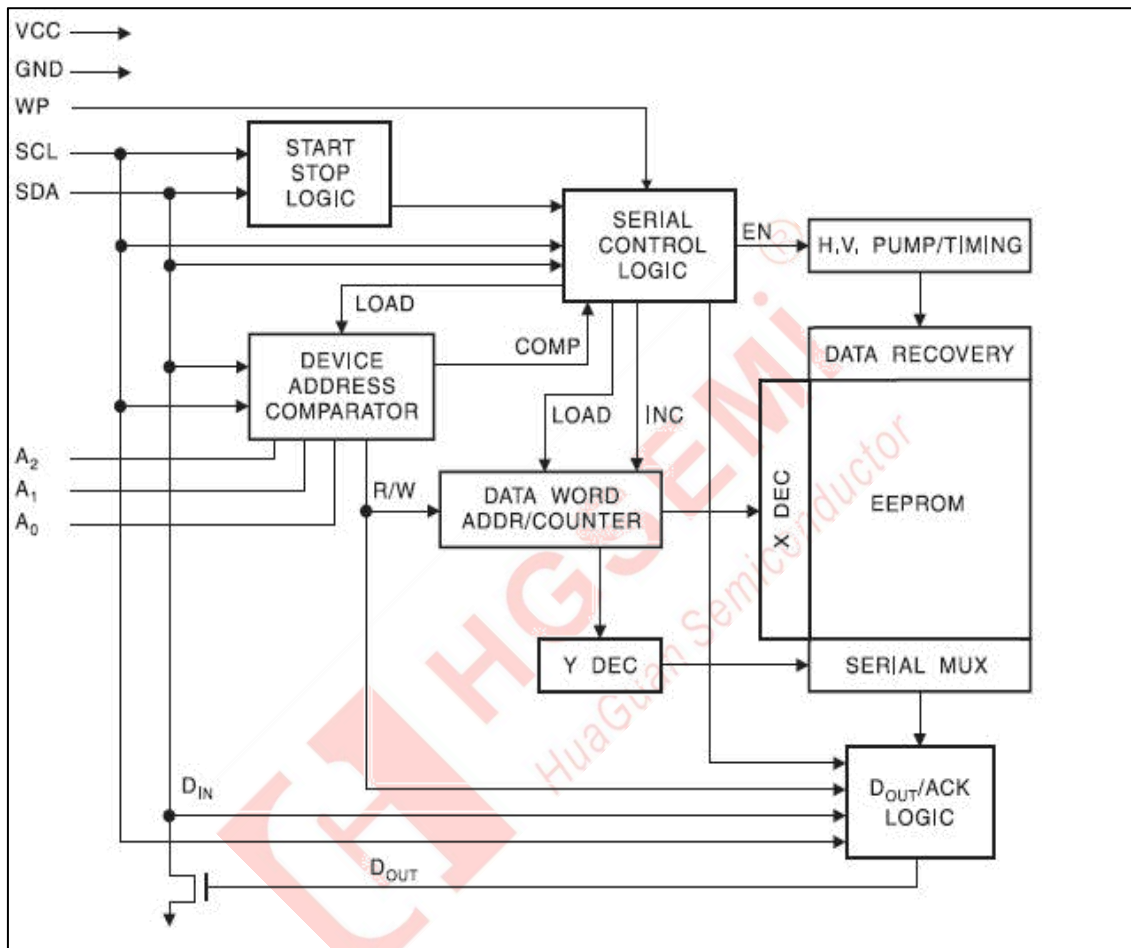 VCC
GND
WP
SCL
SDA
START
STOP
LOGIC
SERIAL
CONTROL
LOGIC
EN
H.V. PUMP/TIMING
LOAD
COMP
DEVICE
ADDRESS
COMPARATOR
LOAD
INC
DATA RECOVERY
A2
A1
A0
R/W
DATA WORD
ADDR/COUNTER
X DEC
EEPROM
Y DEC
SERIAL MUX
DIN
DOUT/ACK
LOGIC
DOUT
HGSEMi ®
HuaGuan Semiconductor